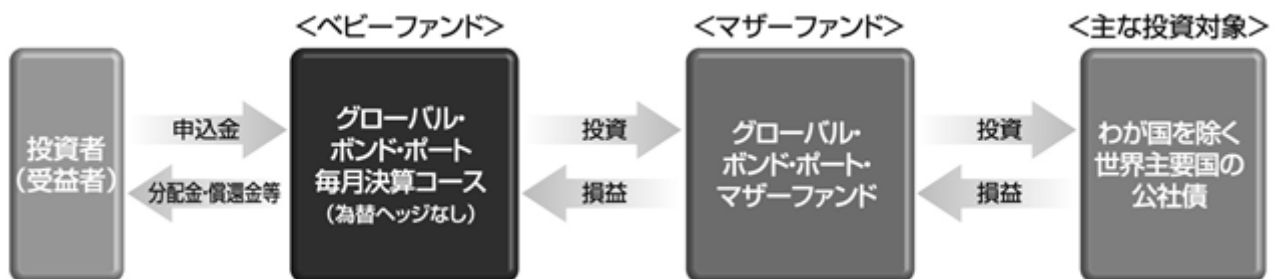 <ベビーファンド>
<マザーファンド>
<主な投資対象>
投資者
(受益者)
申込金
分配金・償還金等
グローバル・
ボンド・ポート
毎月決算コース
(為替ヘッジなし)
投資
損益
グローバル・
ボンド・ポート・
マザーファンド
投資
損益
わが国を除く
世界主要国の
公社債